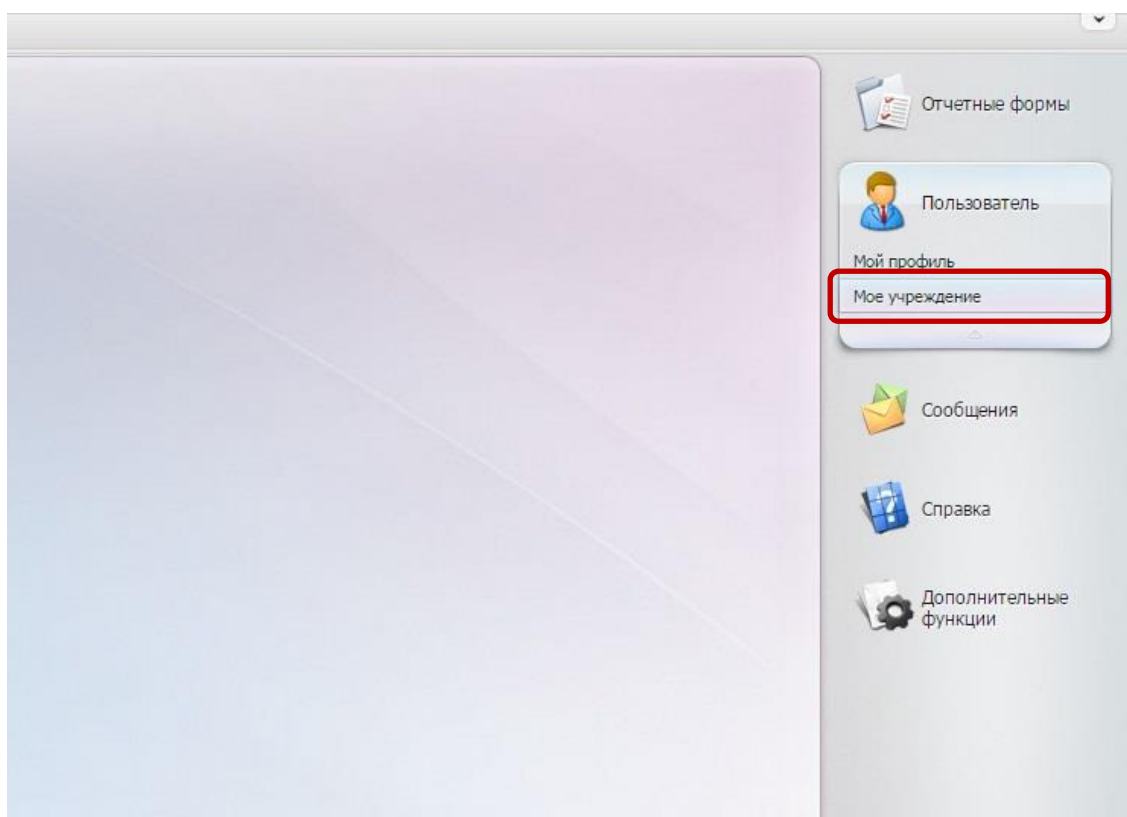 Отчетные формы
Пользователь
Мой профиль
Мое учреждение
Сообщения
Справка
Дополнительные
функции